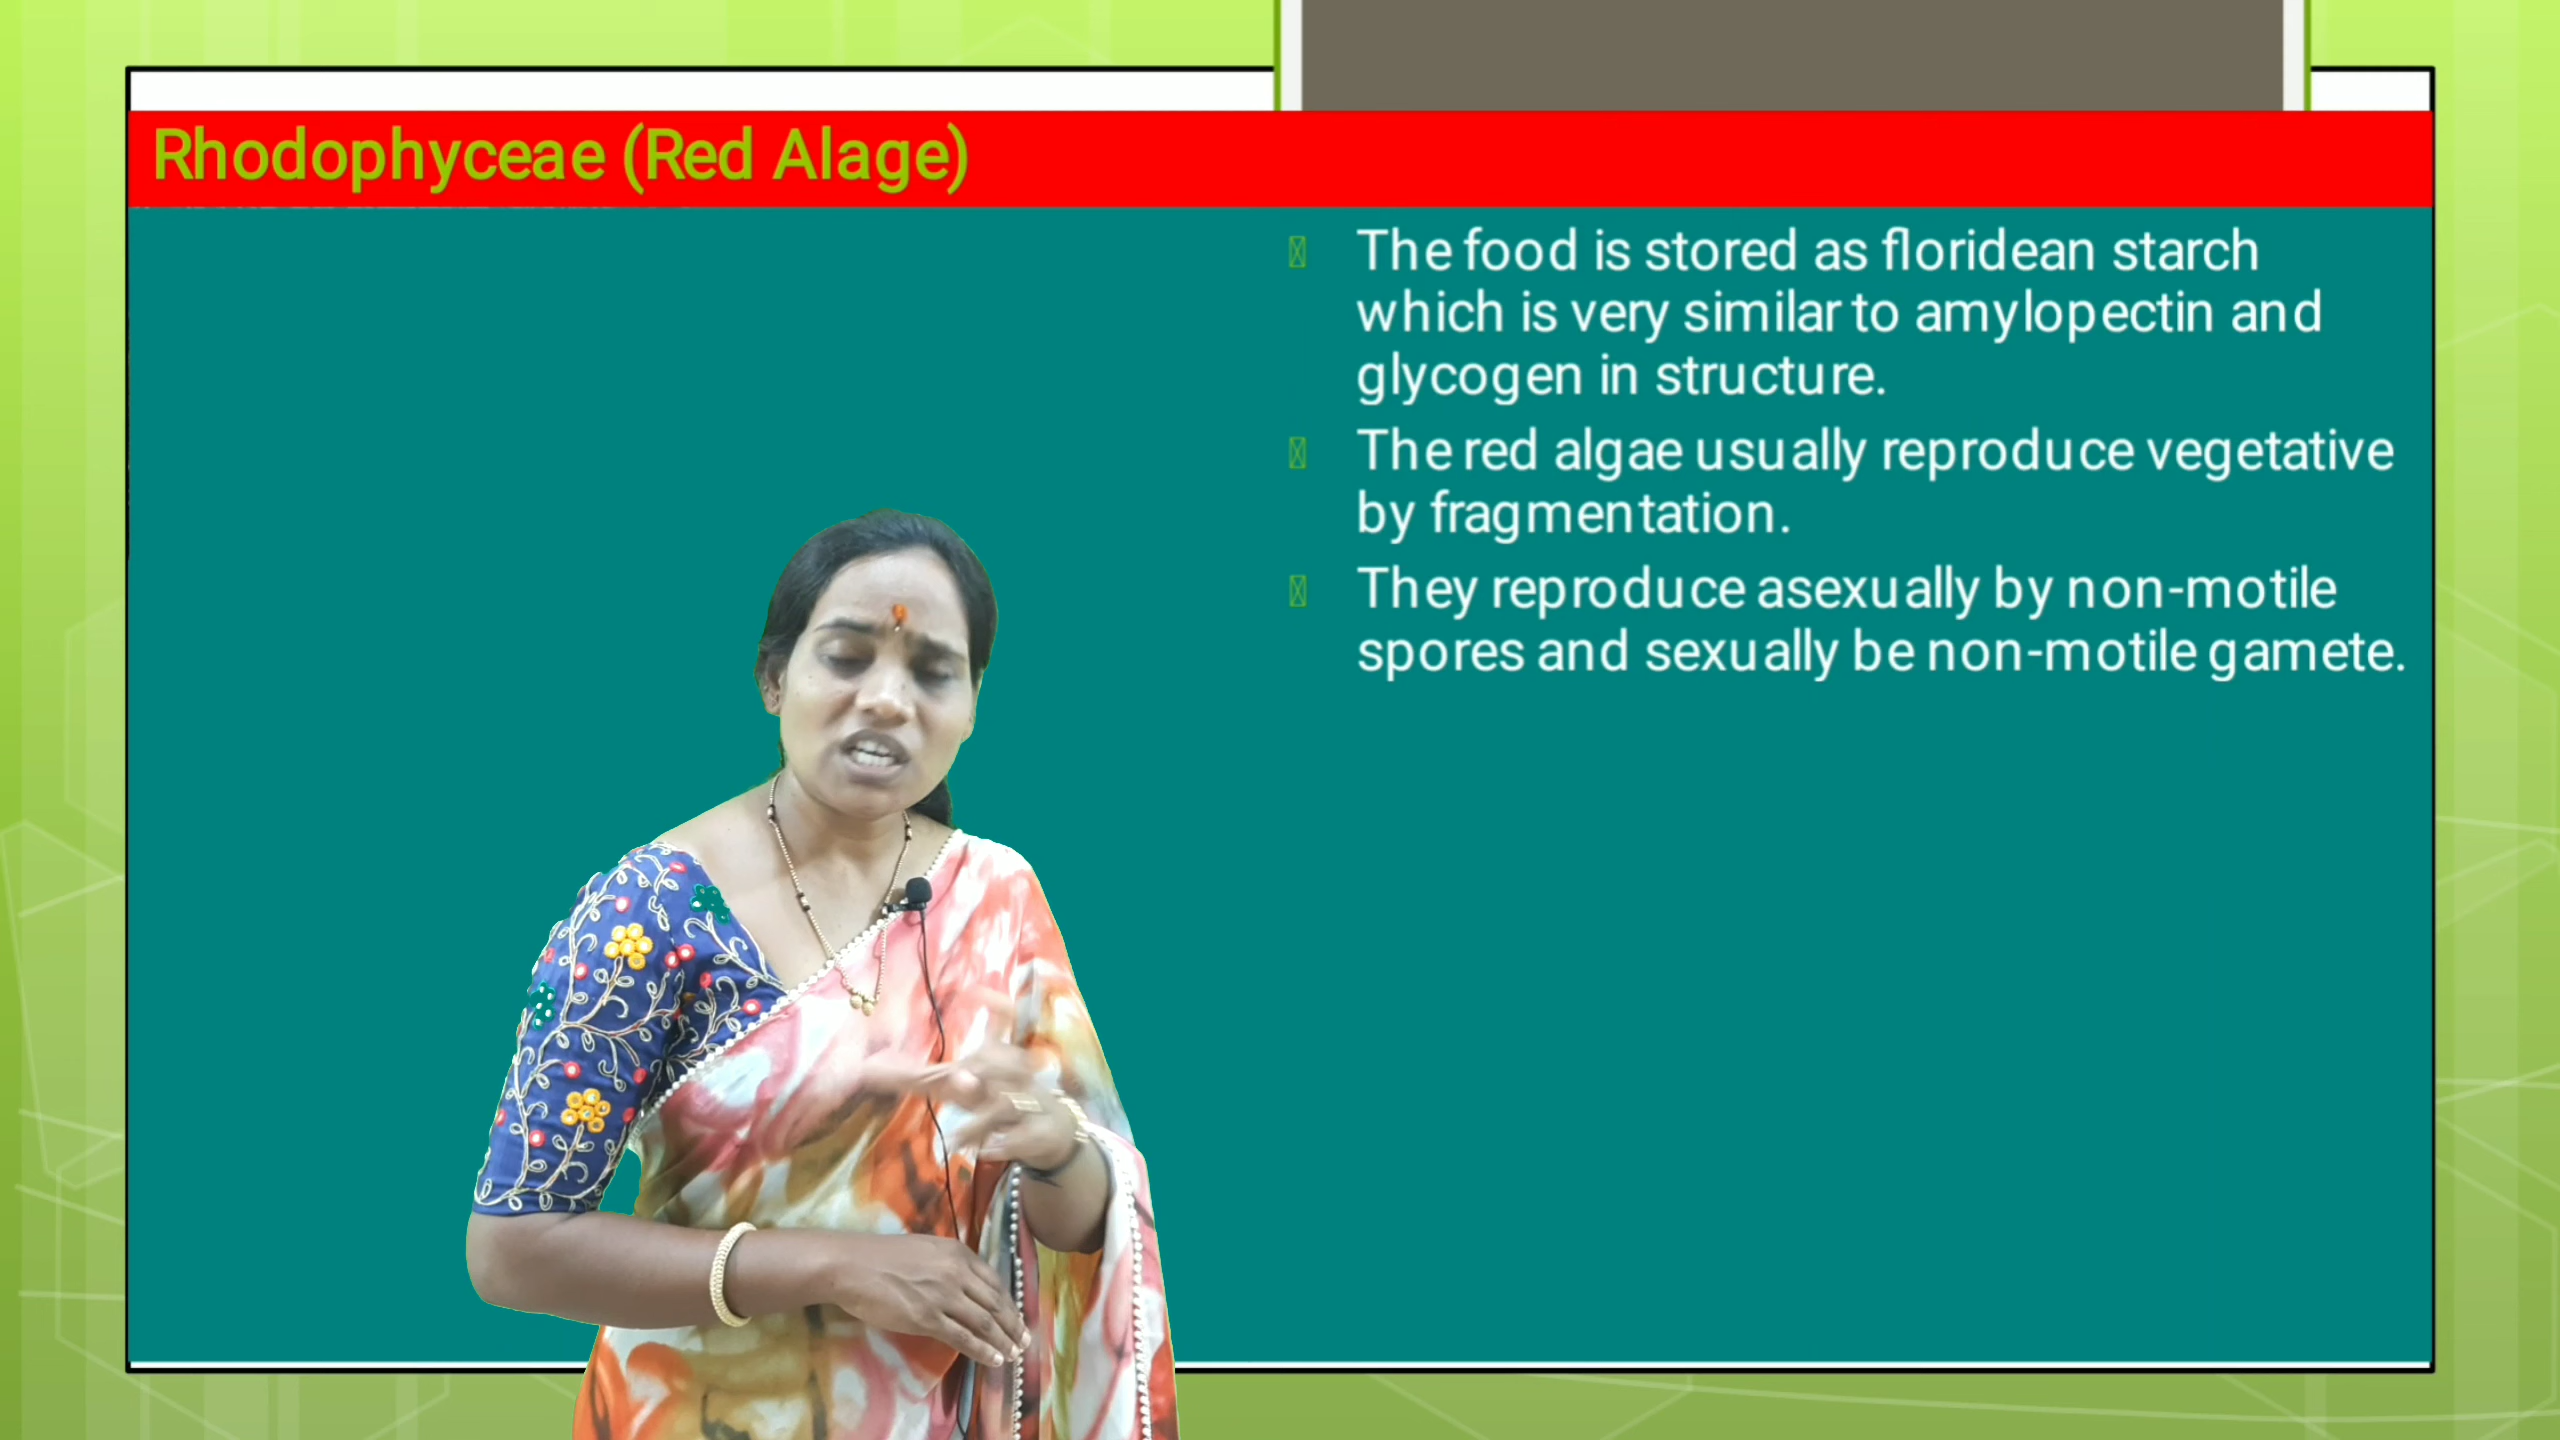 Rhodophyceae (Red Alage)
The food is stored as floridean starch
which is very similar to amylopectin and
glycogen in structure.
The red algae usually reproduce vegetative
by fragmentation.
They reproduce asexually by non-motile
spores and sexually be non-motile gamete.